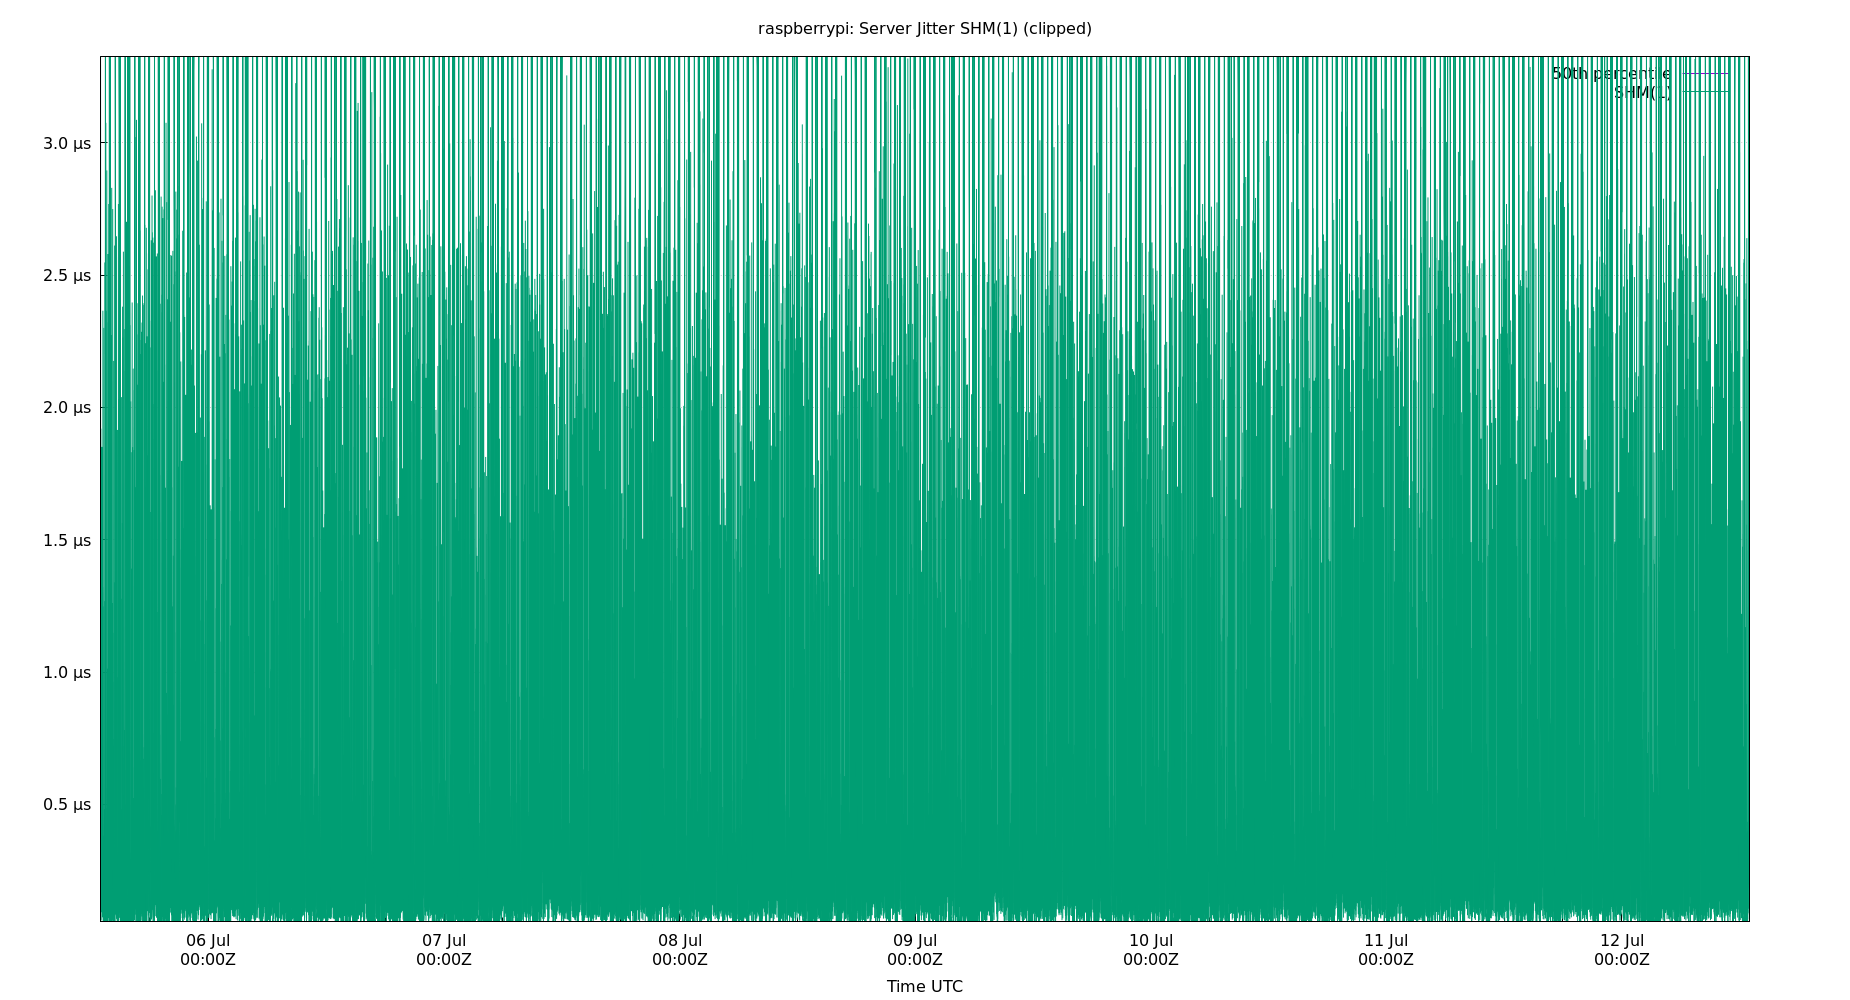 raspberrypi: Server Jitter SHM(1) (clipped)
50th percentile
SHM(1)
3.0 µs
2.5 µs
2.0 µs
1.5 µs
1.0 µs
0.5 µs
06 Jul 07 Jul 08 Jul 09 Jul 10 Jul 11 Jul 12 Jul
00:00Z 00:00Z 00:00Z 00:00Z 00:00Z 00:00Z 00:00Z
Time UTC